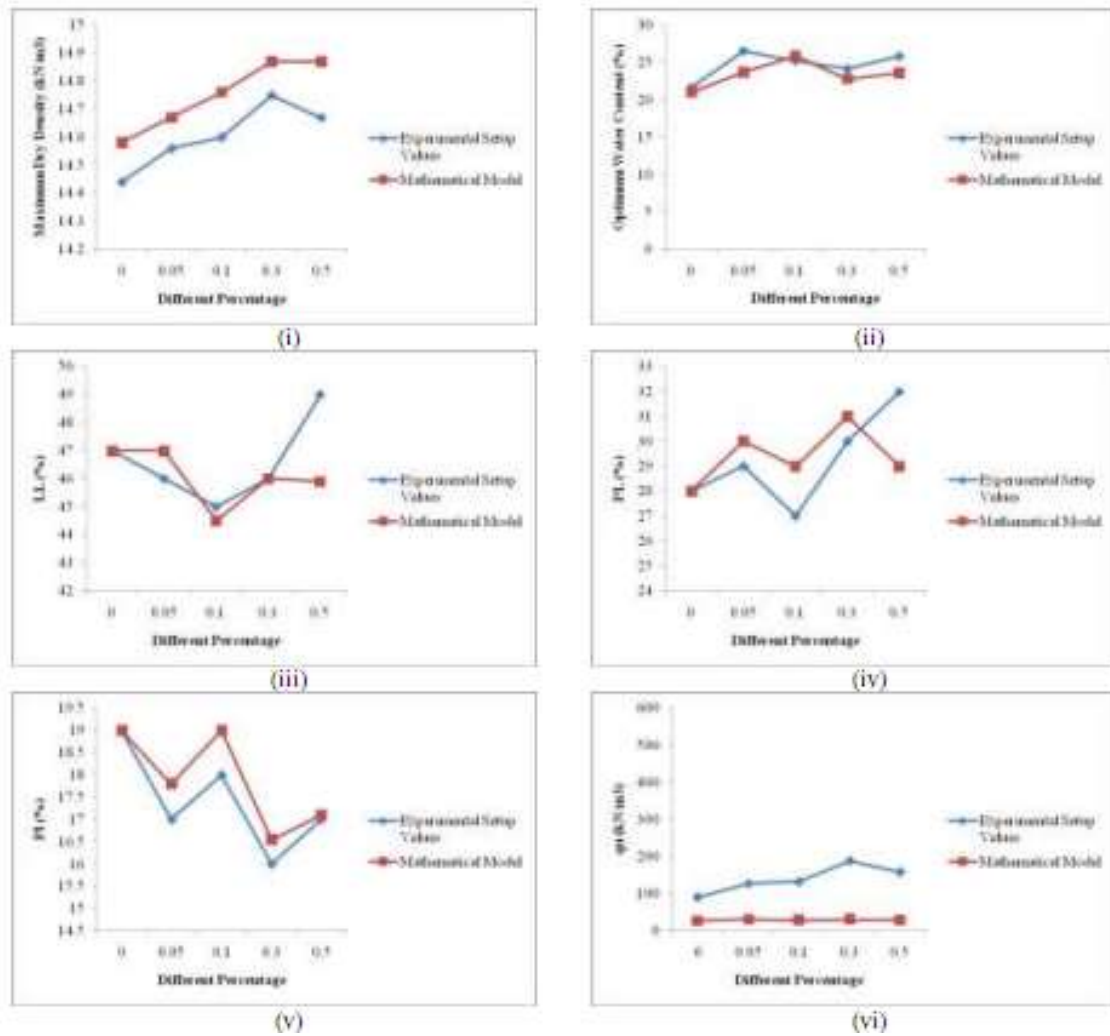 15
14.9
14.8
14.7
14.6
14.5
14.4
14.3
14.2
Maximum Dry Density (kN/m3)
0 0.05 0.1 0.3 0.5
Different Percentage
Experimental Setup
Values
Mathematical Model
(i)
30
25
20
15
10
5
0
Optimum Water Content (%)
0 0.05 0.1 0.3 0.5
Different Percentage
Experimental Setup
Values
Mathematical Model
(ii)
50
49
48
47
46
45
44
43
42
LL (%)
0 0.05 0.1 0.3 0.5
Different Percentage
Experimental Setup
Values
Mathematical Model
(iii)
33
32
31
30
29
28
27
26
25
24
PL (%)
0 0.05 0.1 0.3 0.5
Different Percentage
Experimental Setup
Values
Mathematical Model
(iv)
19.5
19
18.5
18
17.5
17
16.5
16
15.5
15
14.5
PI (%)
0 0.05 0.1 0.3 0.5
Different Percentage
Experimental Setup
Values
Mathematical Model
(v)
600
500
400
300
200
100
0
(kN/m3)
0 0.05 0.1 0.3 0.5
Different Percentage
Experimental Setup
Values
Mathematical Model
(vi)